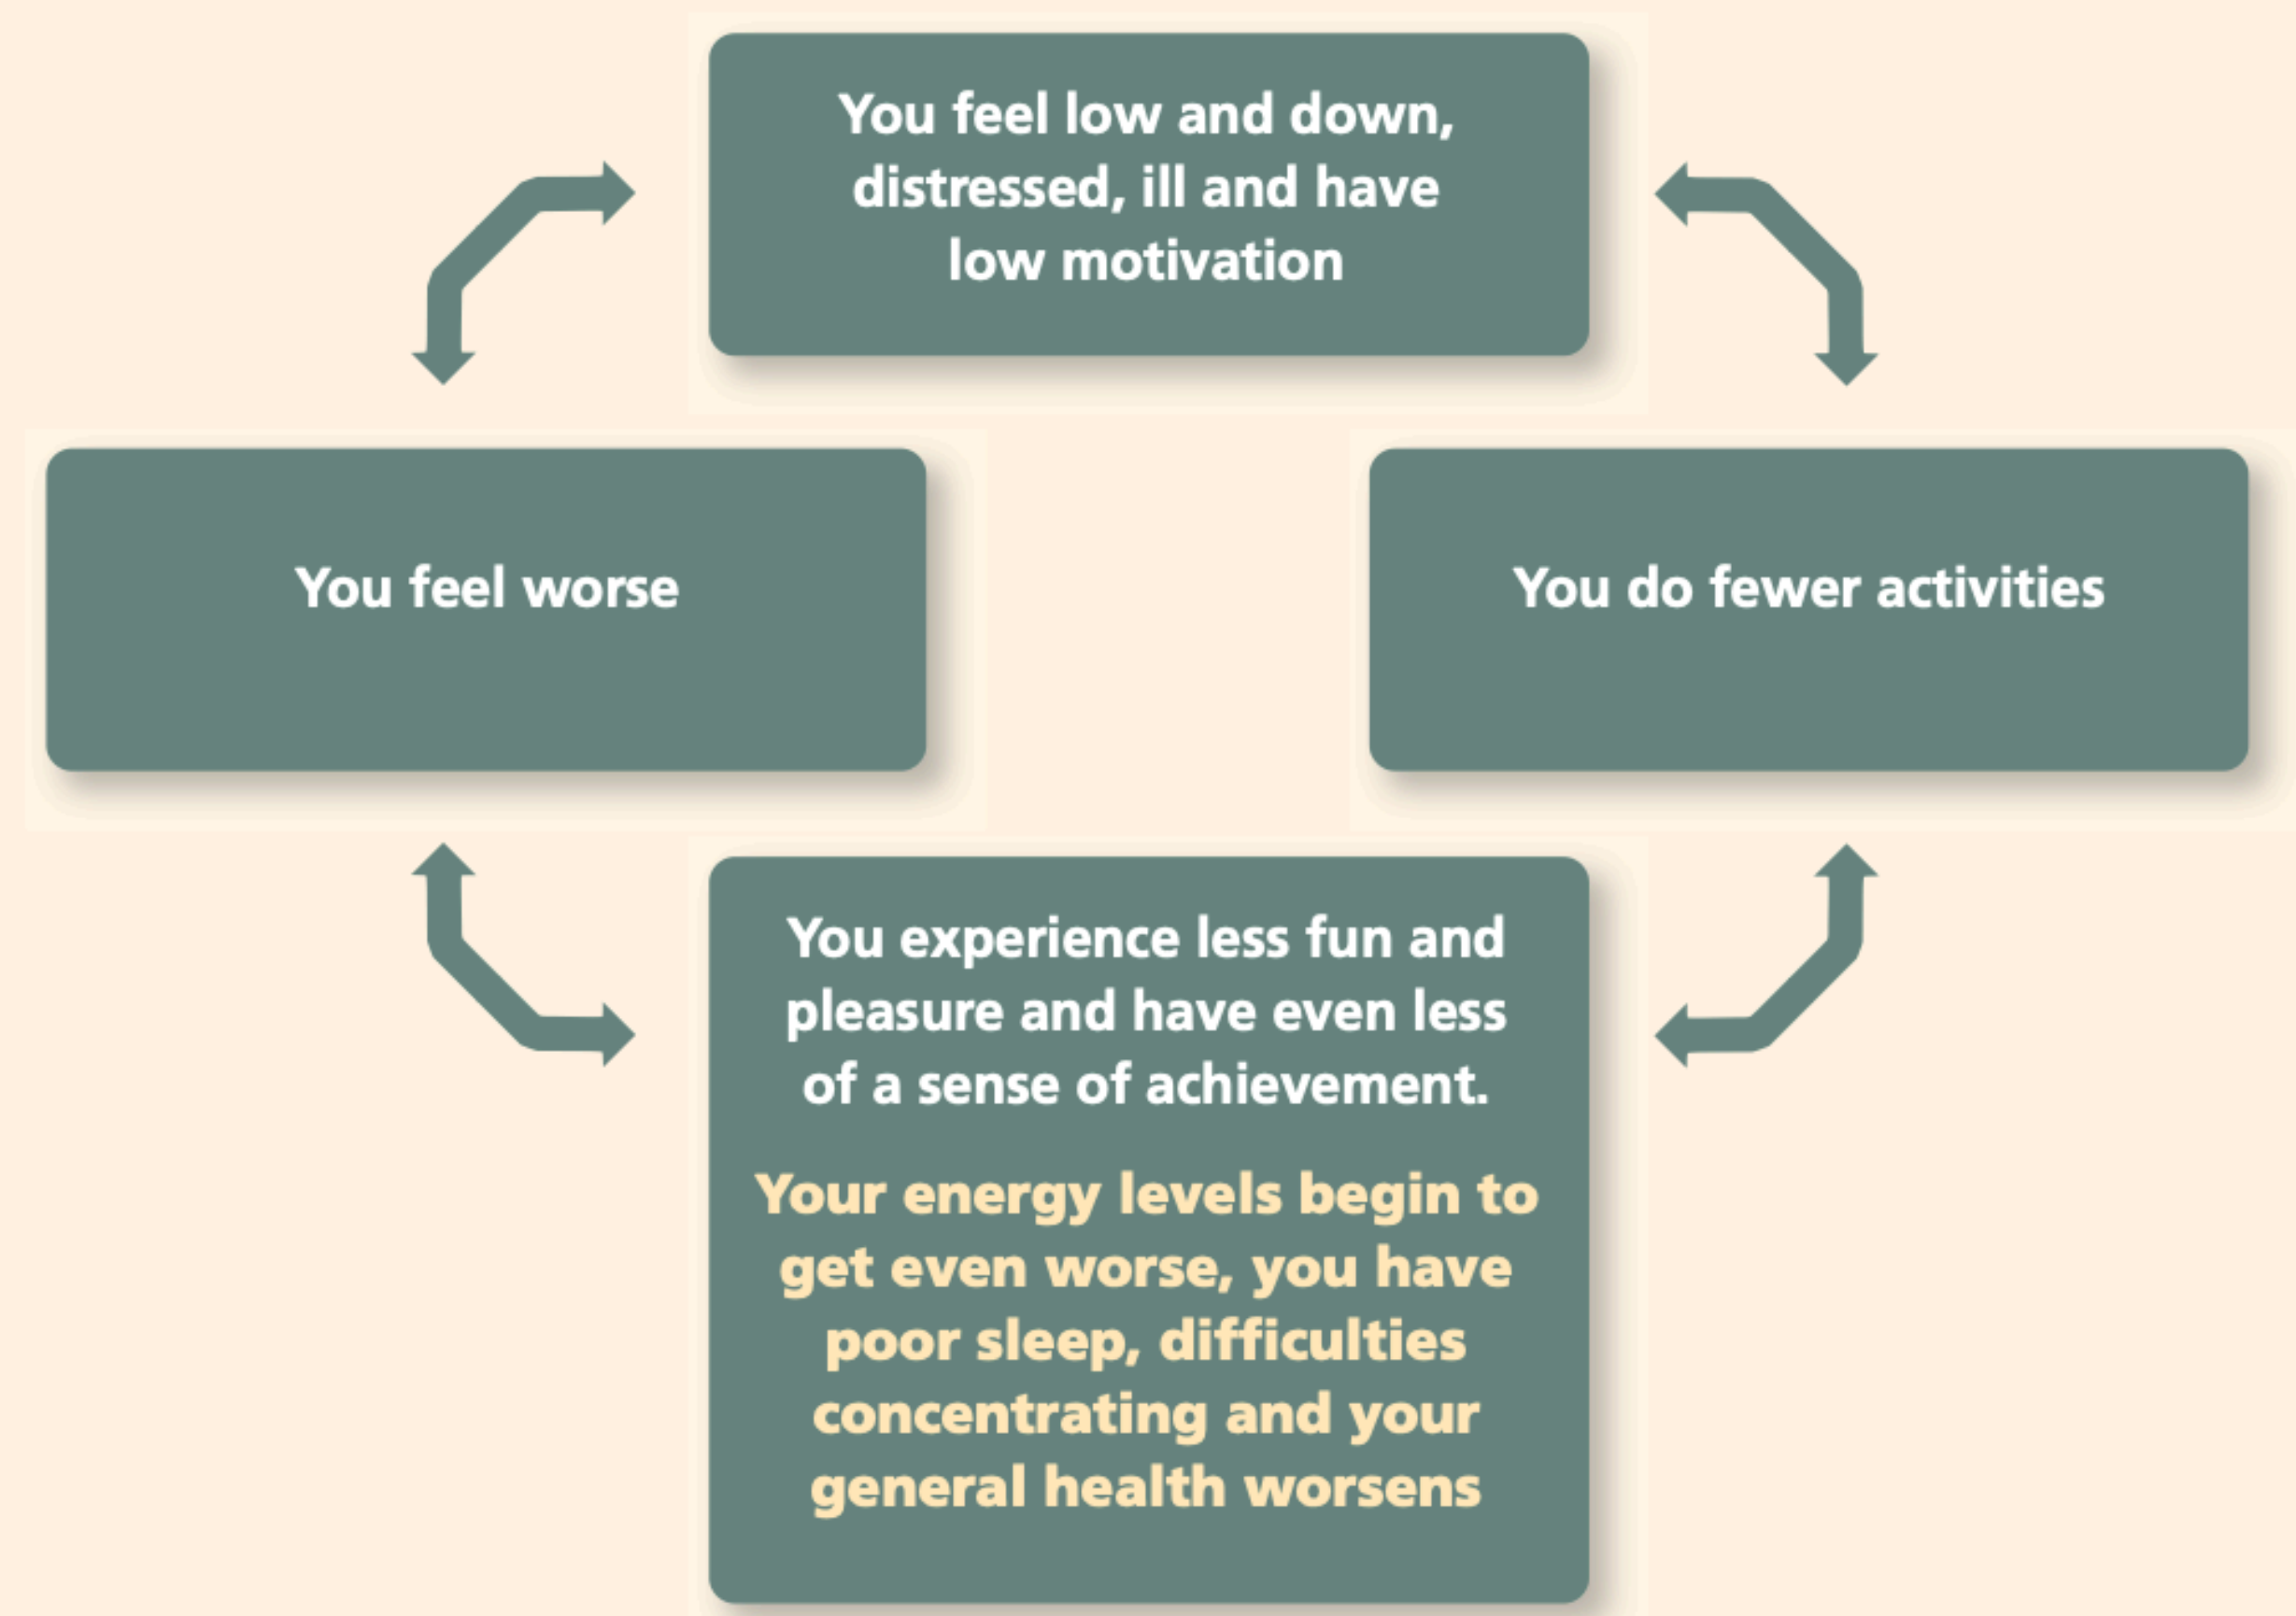 You feel low and down,
distressed, ill and have
low motivation
You feel worse
You do fewer activities
You experience less fun and
pleasure and have even less
of a sense of achievement.
Your energy levels begin to
get even worse, you have
poor sleep, difficulties
concentrating and your
general health worsens